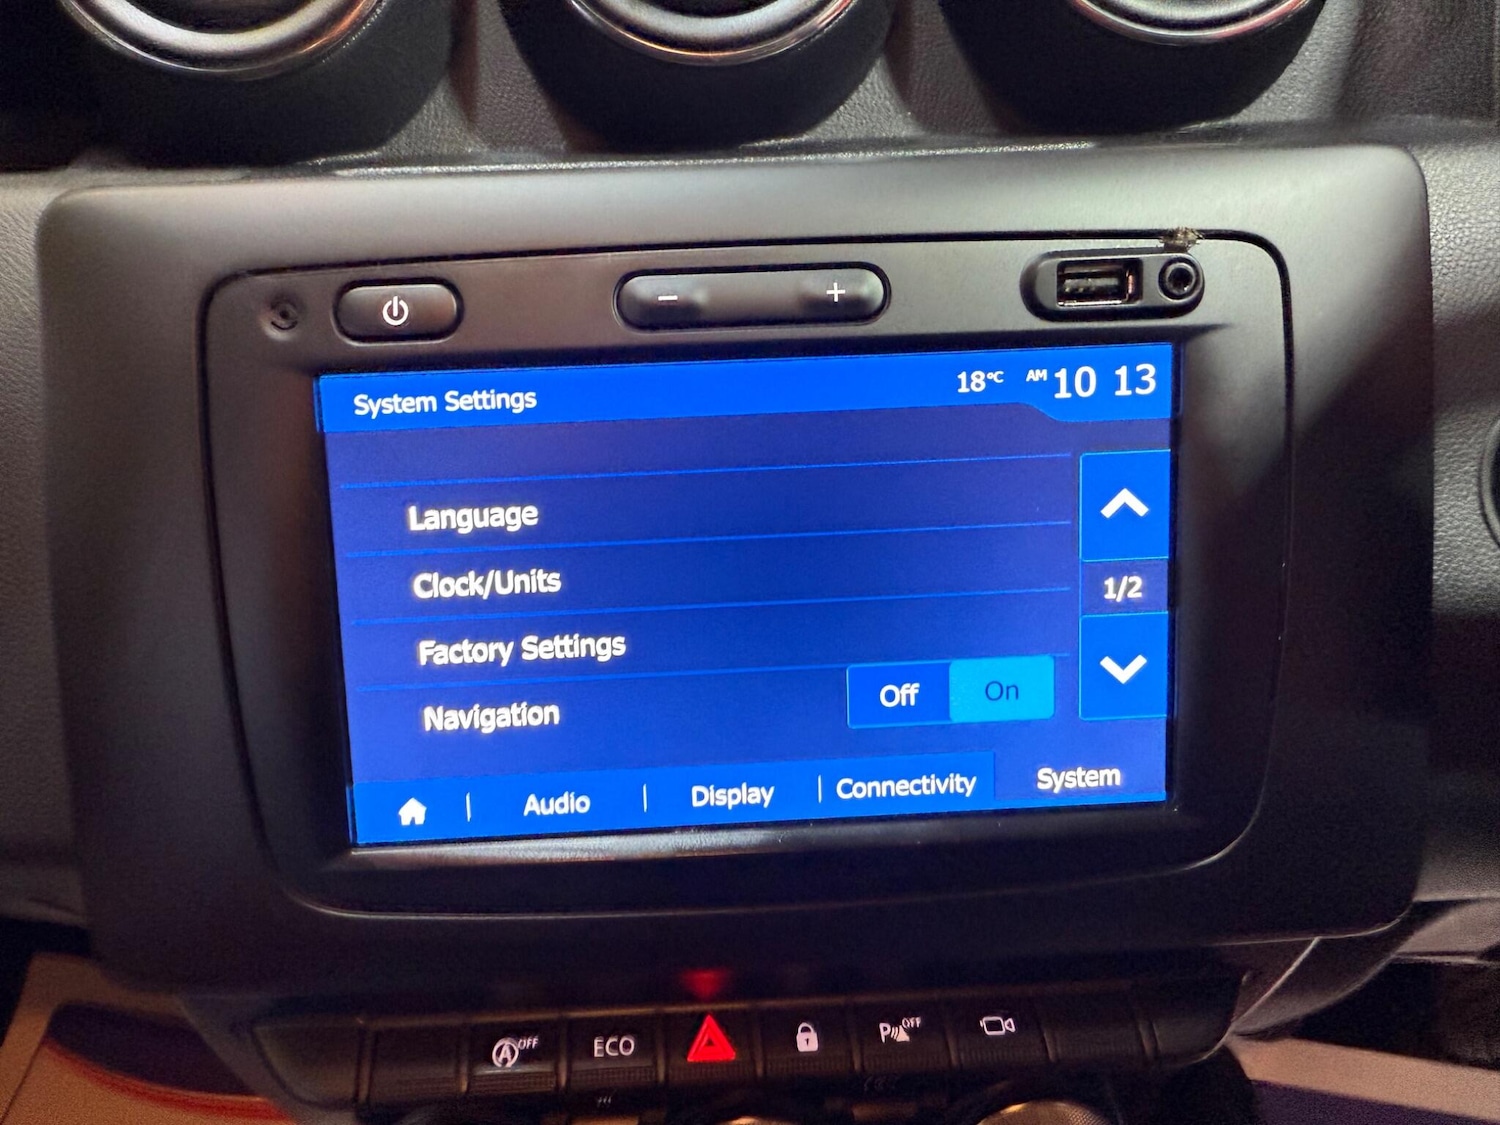 System Settings
18°C AM 10 13
Language
Clock/Units
1/2
Factory Settings
Navigation Off On
Audio Display Connectivity System
OFF ECO OFF